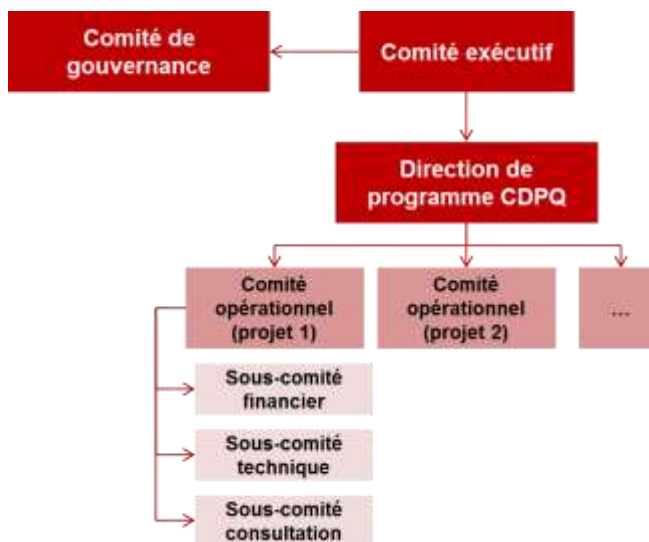 Comité de
gouvernance
Comité exécutif
Direction de
programme CDPQ
Comité
opérationnel
(projet 1)
Comité
opérationnel
(projet 2)
...
Sous-comité
financier
Sous-comité
technique
Sous-comité
consultation